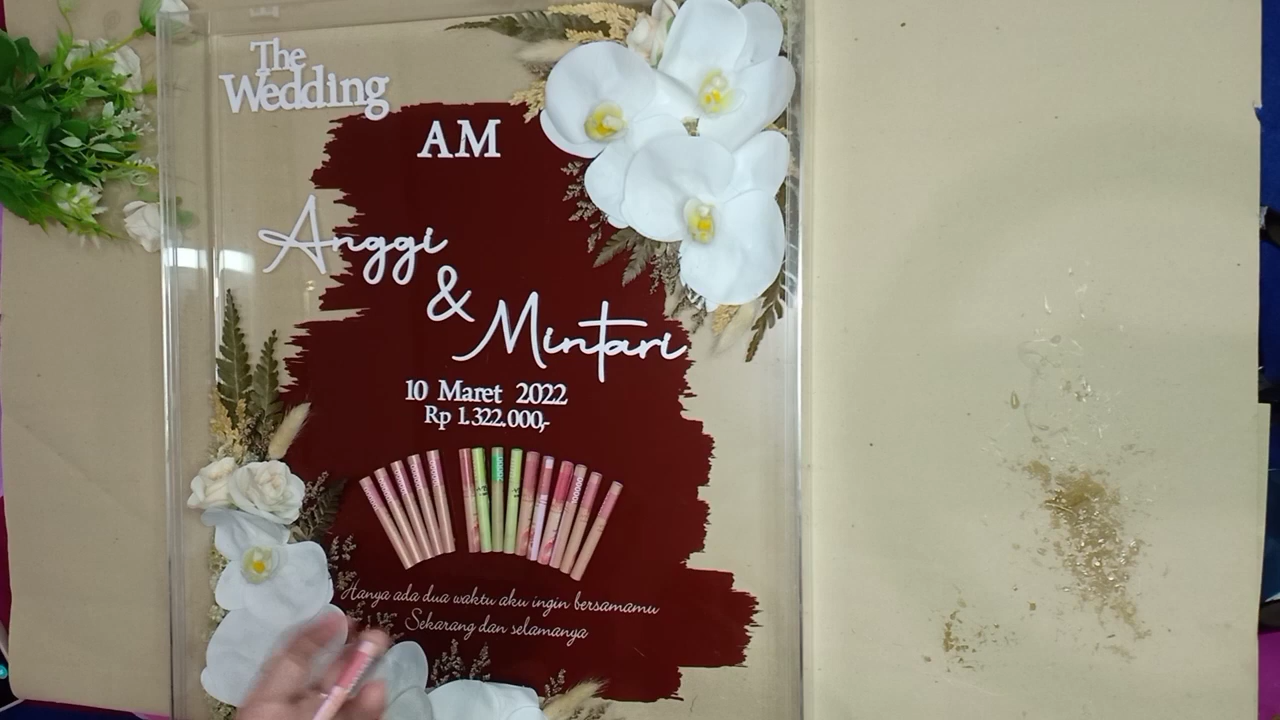 The
Wedding
AM
Anggi
&
Mintari
10 Maret 2022
Rp 1.322.000,-
Hanya ada dua waktu aku ingin bersamamu
Sekarang dan selamanya